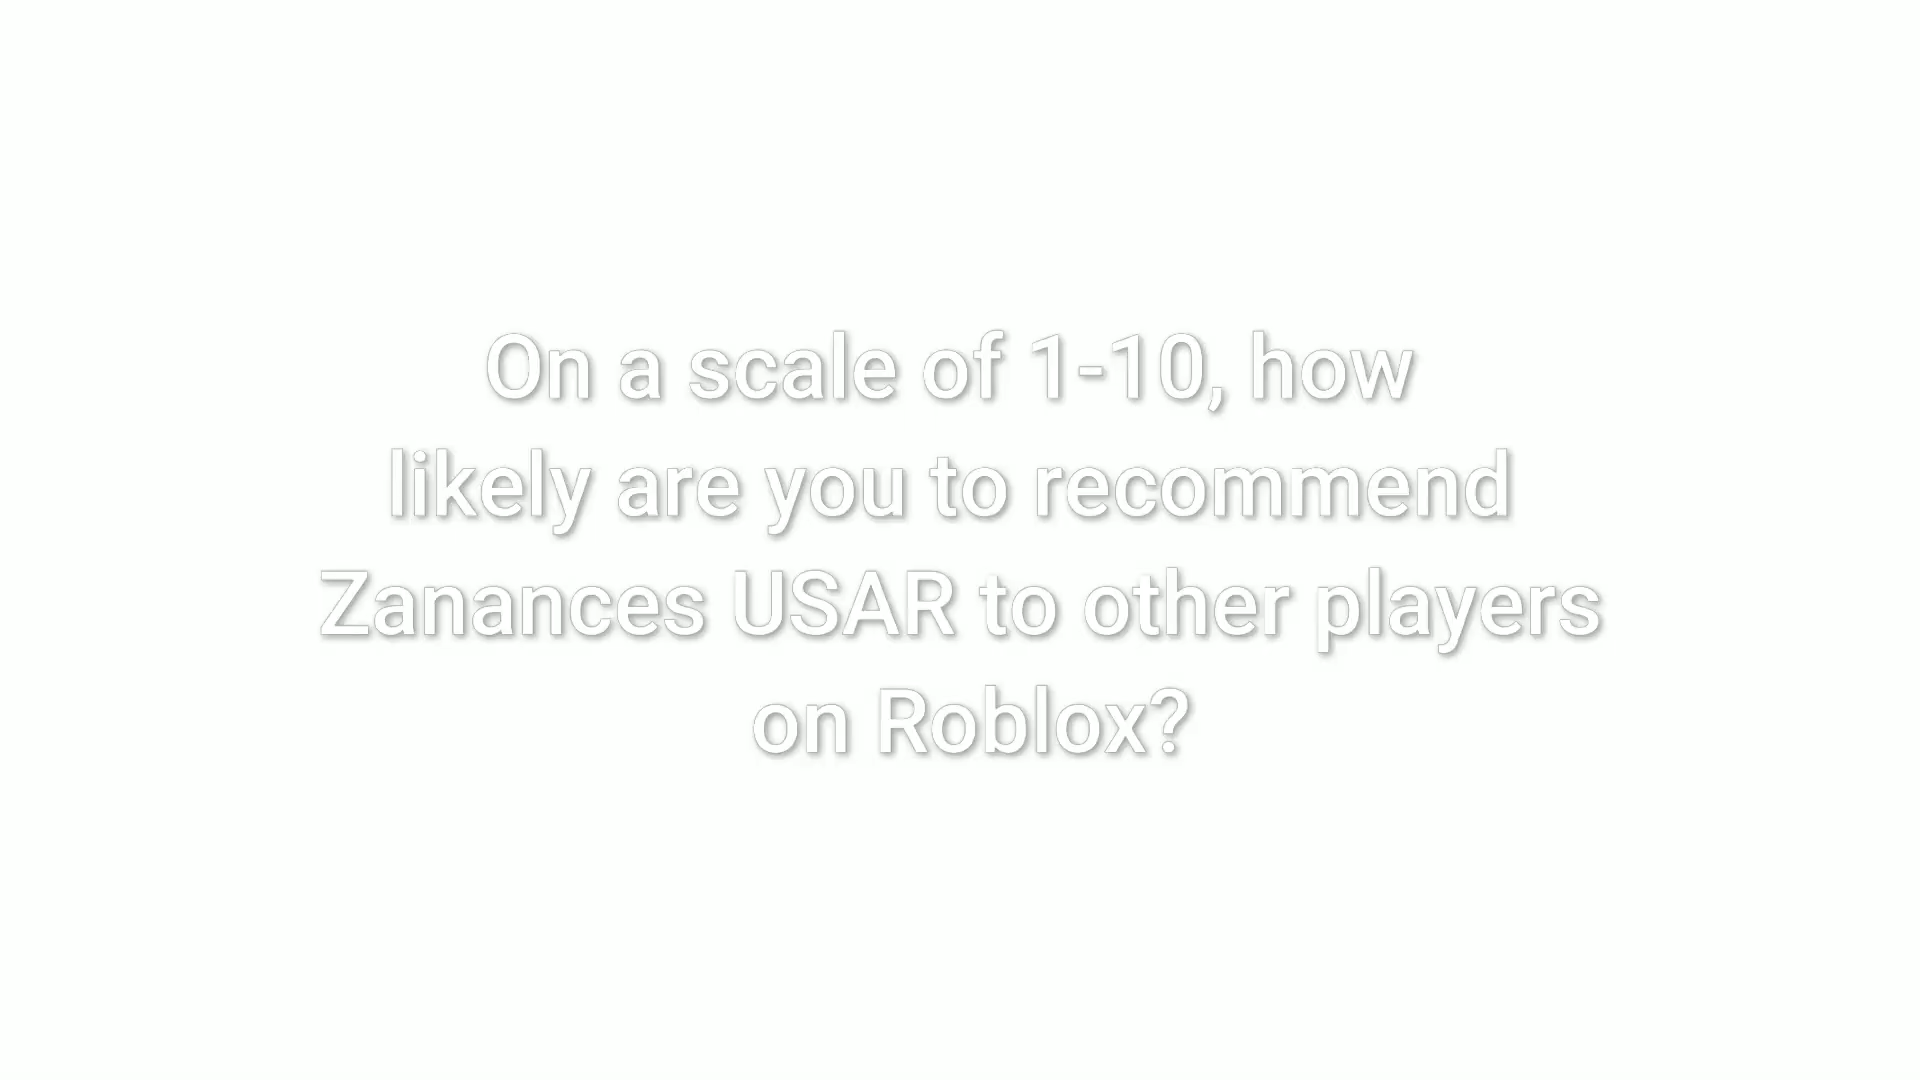 On a scale of 1-10, how
likely are you to recommend
Zanances USAR to other players
on Roblox?